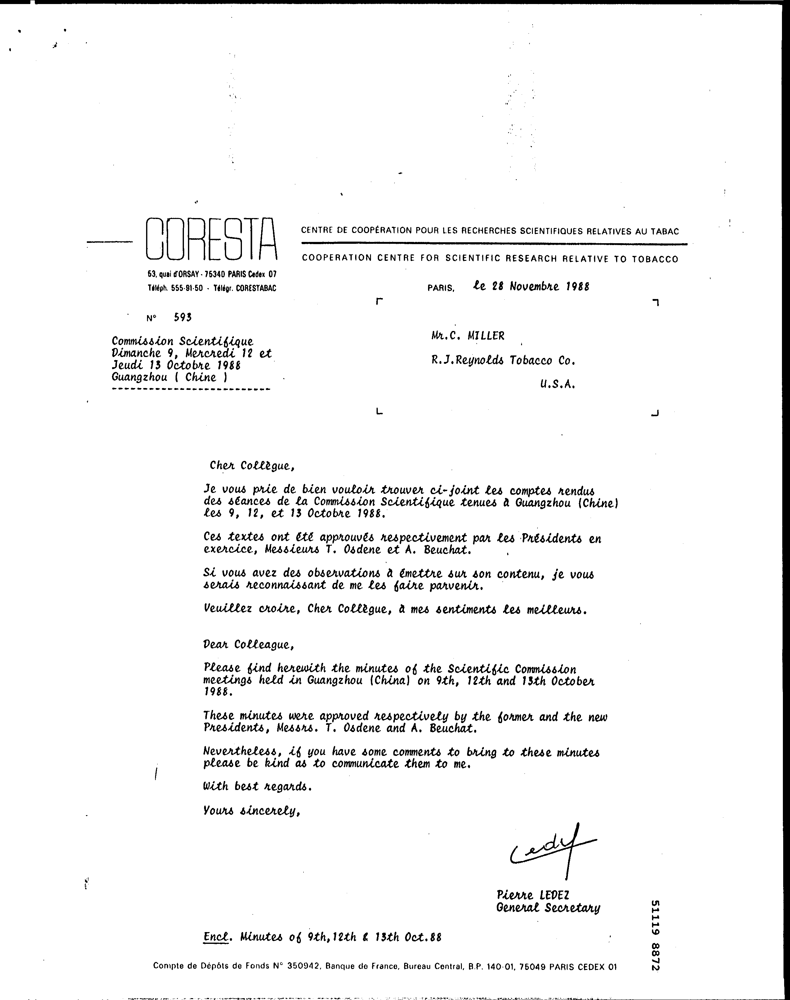 CORESTA
CENTRE DE COOPÉRATION POUR LES RECHERCHES SCIENTIFIQUES RELATIVES AU TABAC
COOPERATION CENTRE FOR SCIENTIFIC RESEARCH RELATIVE TO TOBACCO
53, quai d'ORSAY - 75340 PARIS Cedex 07
Téléph. 555-91-50 - Télégr. CORESTABAC
PARIS, le 28 Novembre 1988
N° 593
Commission Scientifique
Dimanche 9, Mercredi 12 et
Jeudi 13 Octobre 1988
Guangzhou ( Chine )
Mr.C. MILLER
R.J.Reynolds Tobacco Co.
U.S.A.
Cher Collègue,
Je vous prie de bien vouloir trouver ci-joint les comptes rendus
des séances de la Commission Scientifique tenues à Guangzhou (Chine)
les 9, 12, et 13 Octobre 1988.
Ces textes ont été approuvés respectivement par les Présidents en
exercice, Messieurs T. Osdene et A. Beuchat.
Si vous avez des observations à émettre sur son contenu, je vous
serais reconnaissant de me les faire parvenir.
Veuillez croire, Cher Collègue, à mes sentiments les meilleurs.
Dear Colleague,
Please find herewith the minutes of the Scientific Commission
meetings held in Guangzhou (China) on 9th, 12th and 13th October
1988.
These minutes were approved respectively by the former and the new
Presidents, Messrs. T. Osdene and A. Beuchat.
Nevertheless, if you have some comments to bring to these minutes
please be kind as to communicate them to me.
With best regards.
Yours sincerely,
Pierre LEDEZ
General Secretary
Encl. Minutes of 9th,12th & 13th Oct.88
Compte de Dépôts de Fonds N° 350942, Banque de France, Bureau Central, B.P. 140-01, 75049 PARIS CEDEX 01
51119 8872